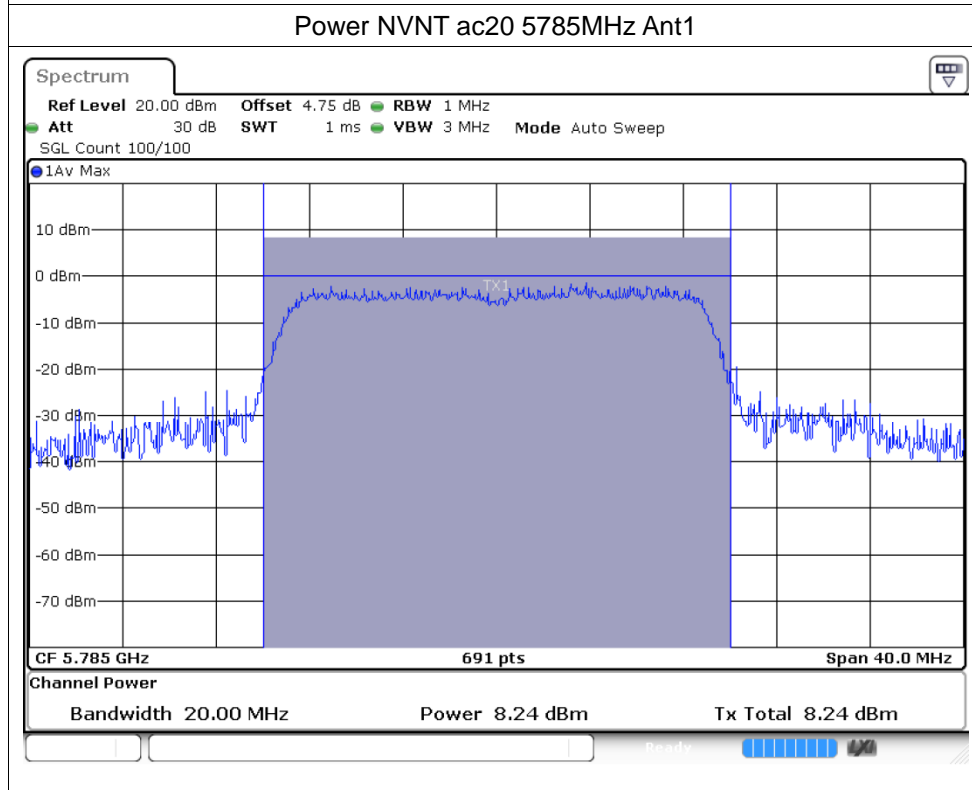 Power NVNT ac20 5785MHz Ant1
Spectrum
Ref Level 20.00 dBm Offset 4.75 dB RBW 1 MHz
Att 30 dB SWT 1 ms VBW 3 MHz Mode Auto Sweep
SGL Count 100/100
1Av Max
10 dBm
0 dBm
TX1
-10 dBm
-20 dBm
-30 dBm
-40 dBm
-50 dBm
-60 dBm
-70 dBm
CF 5.785 GHz 691 pts Span 40.0 MHz
Channel Power
Bandwidth 20.00 MHz Power 8.24 dBm Tx Total 8.24 dBm
Ready LXI